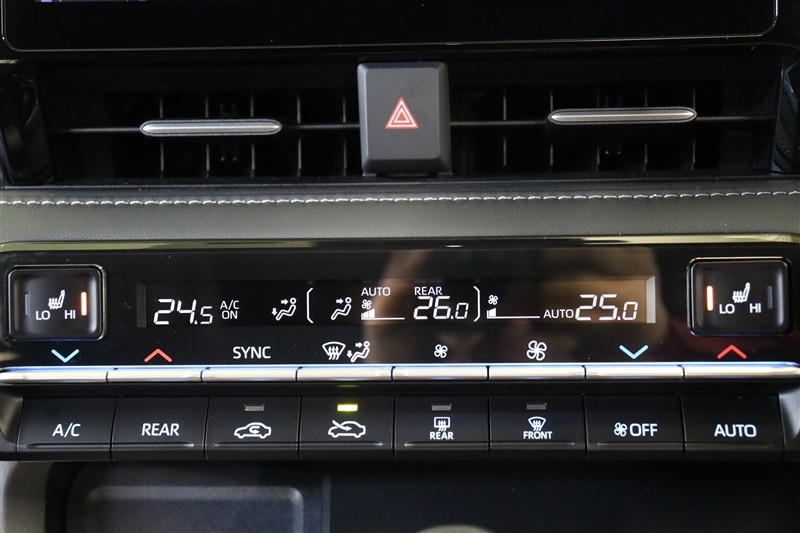 AUTO REAR
24.5 A/C ON 26.0 AUTO 25.0
LO HI LO HI
SYNC
A/C REAR REAR FRONT OFF AUTO